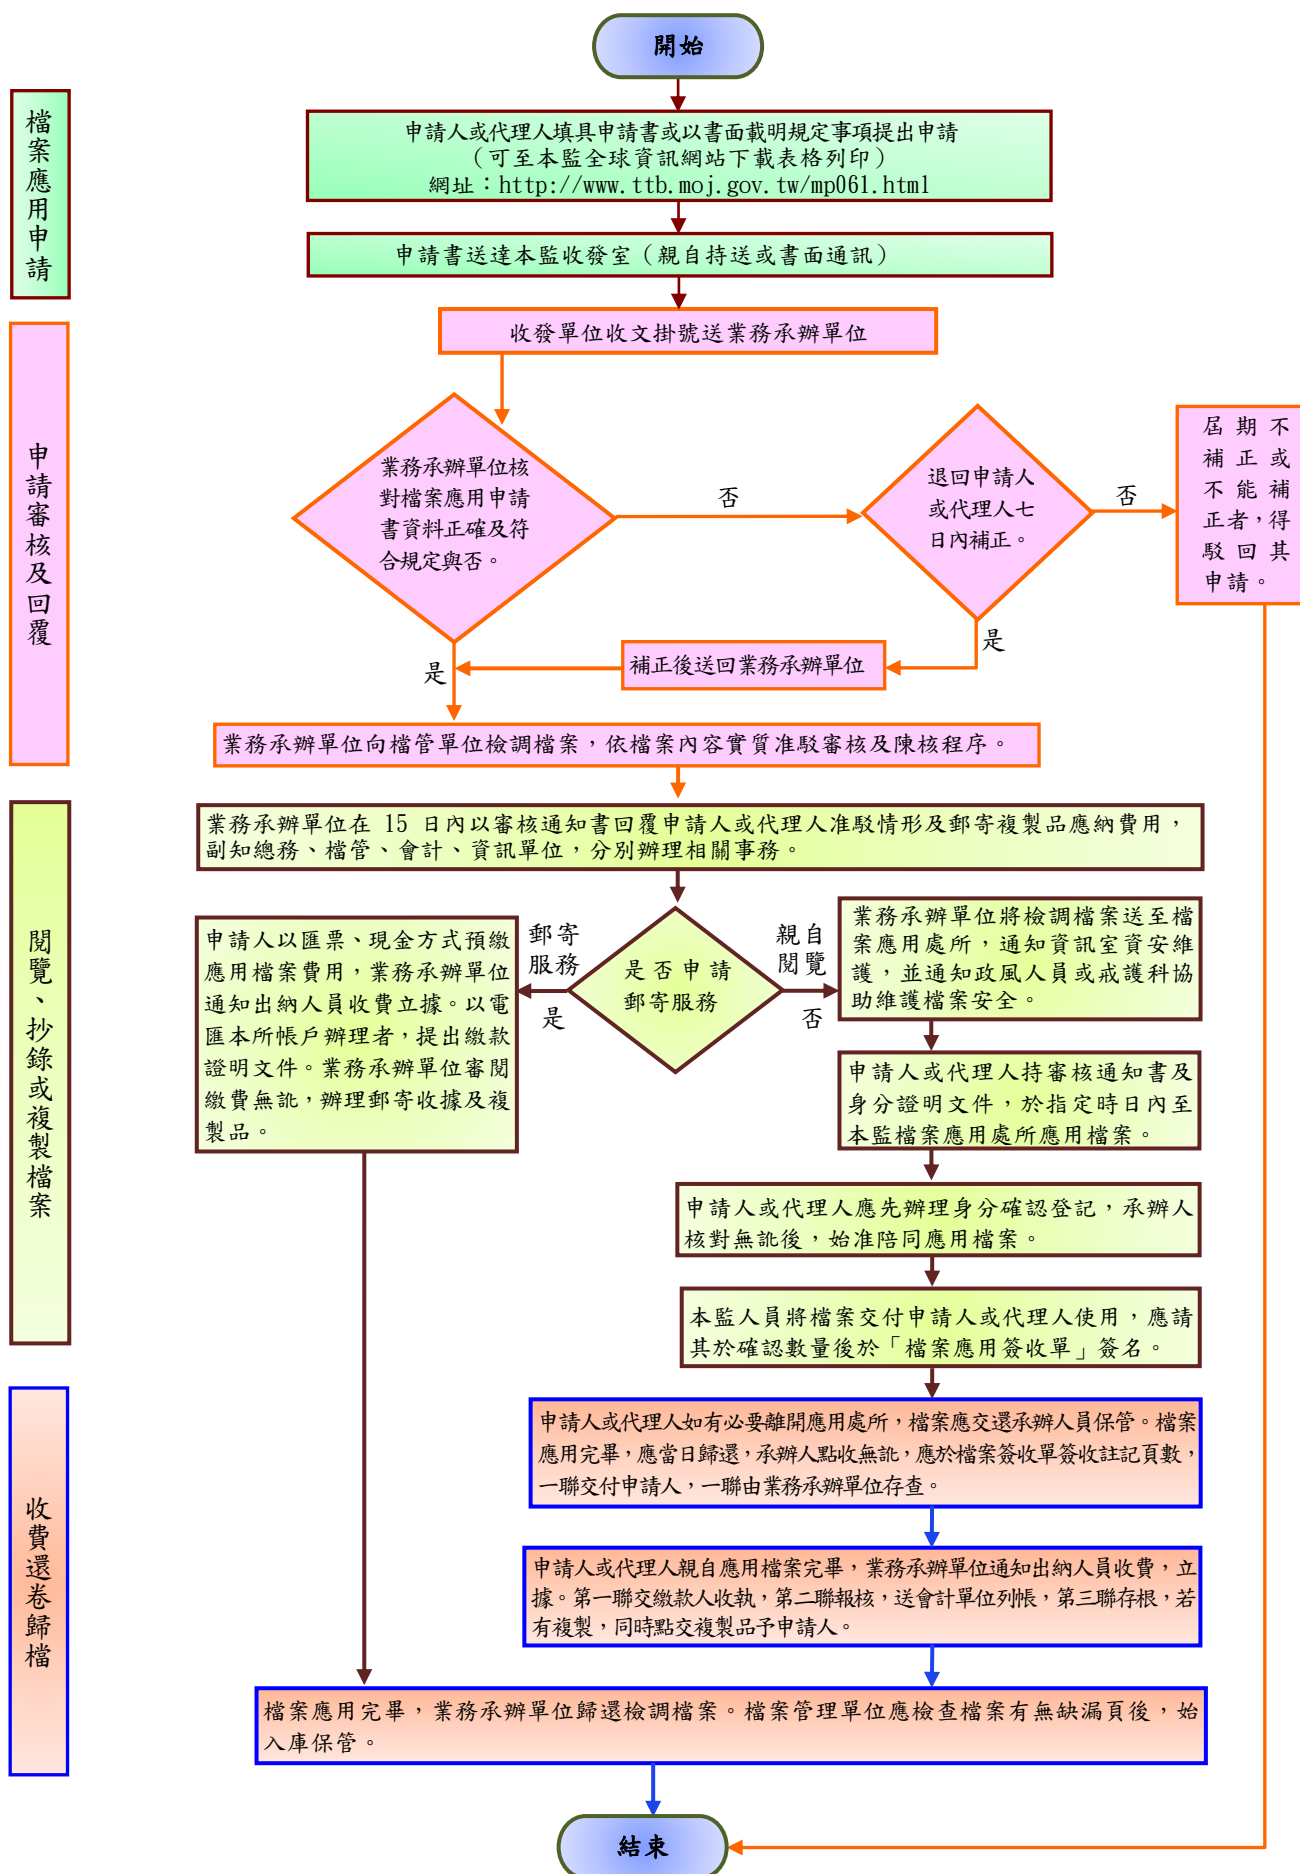 開始
檔案應用申請
申請人或代理人填具申請書或以書面載明規定事項提出申請
（可至本監全球資訊網站下載表格列印）
網址：http://www.ttb.moj.gov.tw/mp061.html
申請書送達本監收發室（親自持送或書面通訊）
申請審核及回覆
收發單位收文掛號送業務承辦單位
業務承辦單位核
對檔案應用申請
書資料正確及符
合規定與否。
否
退回申請人
或代理人七
日內補正。
否
屆期不
補正或
不能補
正者，得
駁回其
申請。
是
補正後送回業務承辦單位
是
業務承辦單位向檔管單位檢調檔案，依檔案內容實質准駁審核及陳核程序。
閱覽、抄錄或複製檔案
業務承辦單位在 15 日內以審核通知書回覆申請人或代理人准駁情形及郵寄複製品應納費用，
副知總務、檔管、會計、資訊單位，分別辦理相關事務。
是否申請
郵寄服務
郵寄
服務
是
親自
閱覽
否
申請人以匯票、現金方式預繳
應用檔案費用，業務承辦單位
通知出納人員收費立據。以電
匯本所帳戶辦理者，提出繳款
證明文件。業務承辦單位審閱
繳費無訛，辦理郵寄收據及複
製品。
業務承辦單位將檢調檔案送至檔
案應用處所，通知資訊室資安維
護，並通知政風人員或戒護科協
助維護檔案安全。
申請人或代理人持審核通知書及
身分證明文件，於指定時日內至
本監檔案應用處所應用檔案。
申請人或代理人應先辦理身分確認登記，承辦人
核對無訛後，始准陪同應用檔案。
本監人員將檔案交付申請人或代理人使用，應請
其於確認數量後於「檔案應用簽收單」簽名。
收費還卷歸檔
申請人或代理人如有必要離開應用處所，檔案應交還承辦人員保管。檔案
應用完畢，應當日歸還，承辦人點收無訛，應於檔案簽收單簽收註記頁數，
一聯交付申請人，一聯由業務承辦單位存查。
申請人或代理人親自應用檔案完畢，業務承辦單位通知出納人員收費，立
據。第一聯交繳款人收執，第二聯報核，送會計單位列帳，第三聯存根，若
有複製，同時點交複製品予申請人。
檔案應用完畢，業務承辦單位歸還檢調檔案。檔案管理單位應檢查檔案有無缺漏頁後，始
入庫保管。
結束